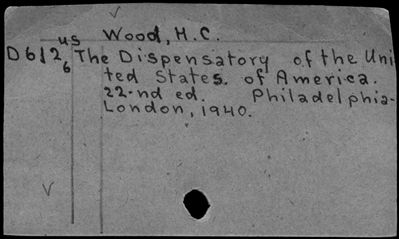 us Wood, H.C.
D612 The Dispensatory of the Uni
6 ted States of America.
22-nd ed. Philadelphia-
London, 1940.